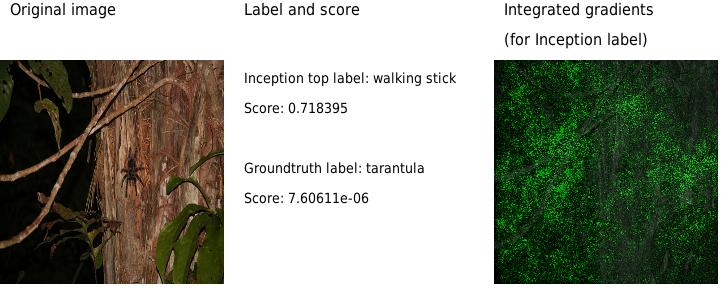 Original image
Label and score
Integrated gradients
(for Inception label)
Inception top label: walking stick
Score: 0.718395
Groundtruth label: tarantula
Score: 7.60611e-06